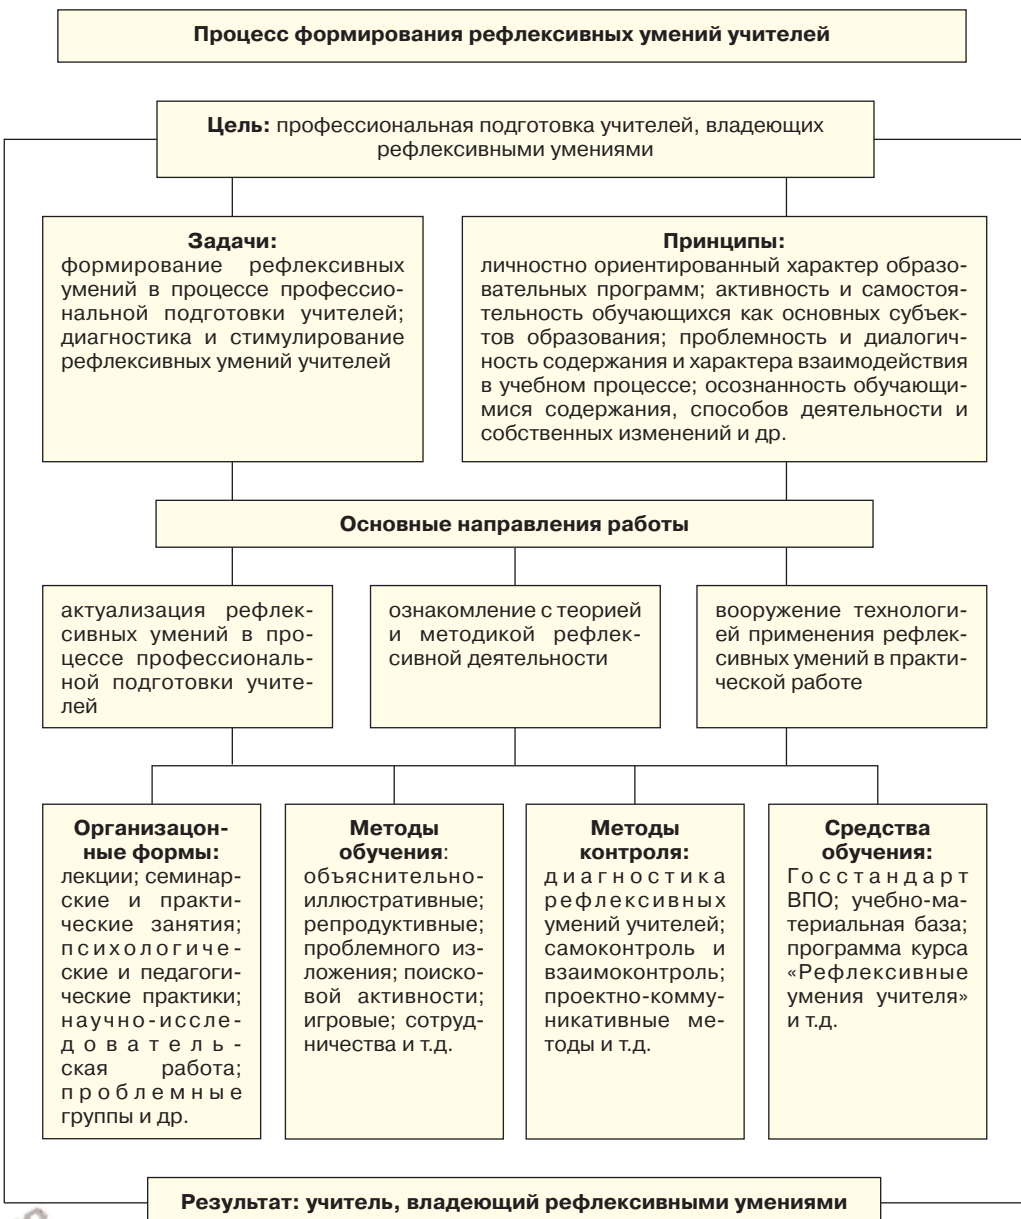 Процесс формирования рефлексивных умений учителей
Цель: профессиональная подготовка учителей, владеющих
рефлексивными умениями
Задачи:
формирование рефлексивных
умений в процессе профессио-
нальной подготовки учителей;
диагностика и стимулирование
рефлексивных умений учителей
Принципы:
личностно ориентированный характер образо-
вательных программ; активность и самостоя-
тельность обучающихся как основных субъек-
тов образования; проблемность и диалогич-
ность содержания и характера взаимодействия
в учебном процессе; осознанность обучающи-
мися содержания, способов деятельности и
собственных изменений и др.
Основные направления работы
актуализация рефлек-
сивных умений в про-
цессе профессиональ-
ной подготовки учите-
лей
ознакомление с теорией
и методикой рефлек-
сивной деятельности
вооружение технологи-
ей применения рефлек-
сивных умений в практи-
ческой работе
Организацон-
ные формы:
лекции; семинар-
ские и практи-
ческие занятия;
психологиче-
ские и педагоги-
ческие практики;
научно-иссле-
дователь-
ская работа;
проблемные
группы и др.
Методы
обучения:
объяснительно-
иллюстративные;
репродуктивные;
проблемного из-
ложения; поиско-
вой активности;
игровые; сотруд-
ничества и т.д.
Методы
контроля:
диагностика
рефлексивных
умений учителей;
самоконтроль и
взаимоконтроль;
проектно-комму-
никативные ме-
тоды и т.д.
Средства
обучения:
Госстандарт
ВПО; учебно-ма-
териальная база;
программа курса
«Рефлексивные
умения учителя»
и т.д.
Результат: учитель, владеющий рефлексивными умениями